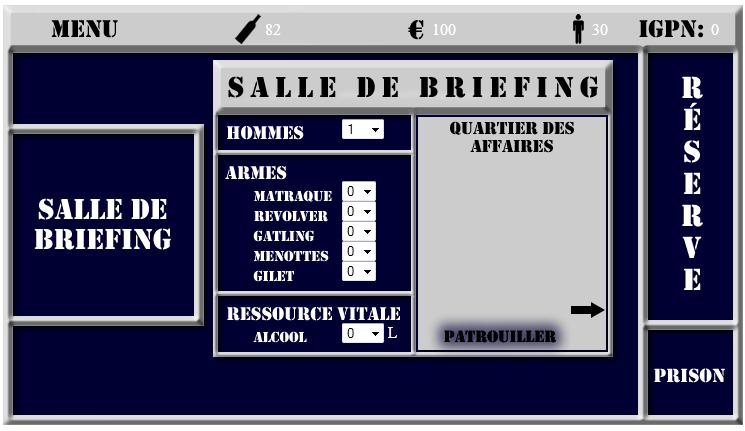 MENU
82
€ 100
30
IGPN: 0
SALLE DE BRIEFING
HOMMES 1
ARMES
MATRAQUE 0
REVOLVER 0
GATLING 0
MENOTTES 0
GILET 0
RESSOURCE VITALE
ALCOOL 0 L
QUARTIER DES
AFFAIRES
PATROUILLER
SALLE DE
BRIEFING
RÉSERVE
PRISON